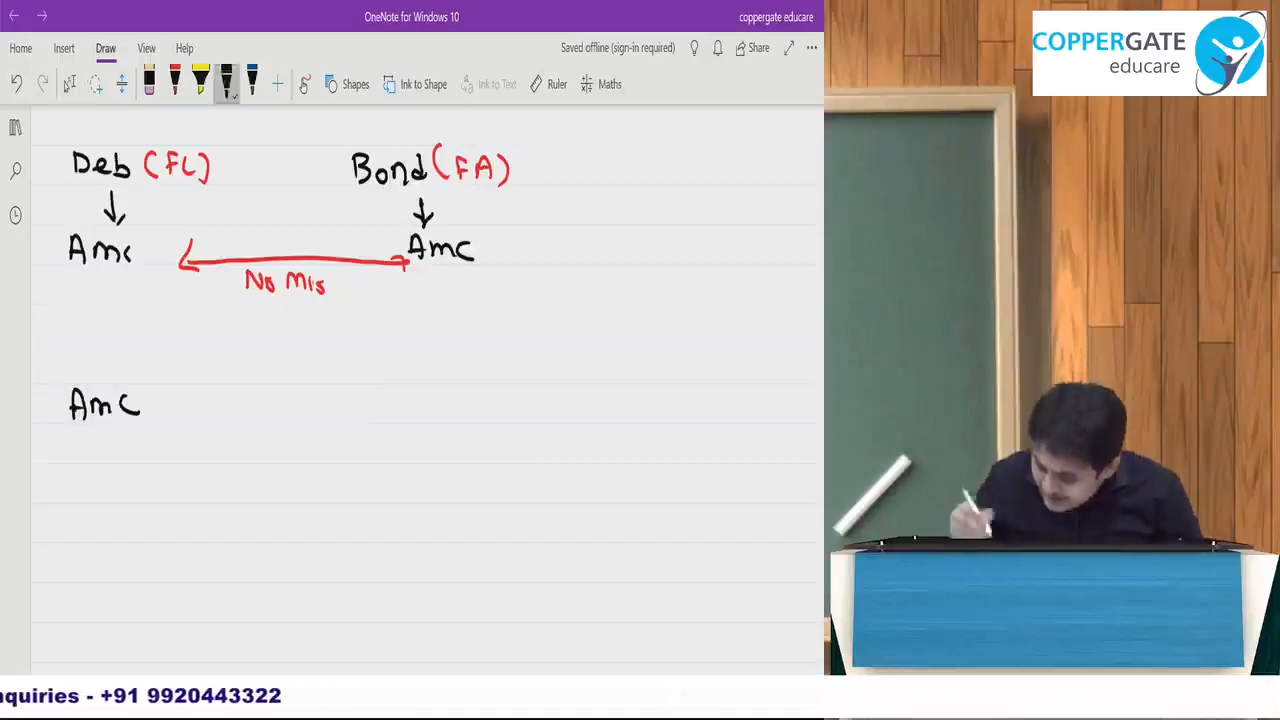 OneNote for Windows 10
coppergate educare
Home Insert Draw View Help
Saved offline (sign-in required)
Share
Shapes
Ink to Shape
Ink to Text
Ruler
Maths
COPPERGATE
educare
Deb (FL)
Bond (FA)
Amc
Amc
No Mis
Amc
nquiries - +91 9920443322